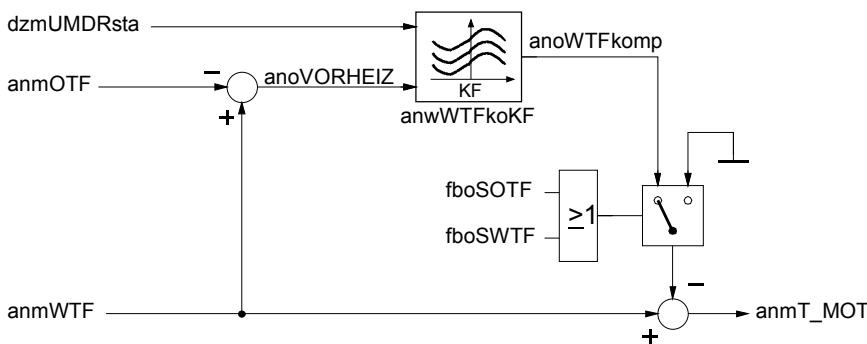 dzmUMDRsta
anoWTFkomp
anmOTF
anoVORHEIZ
KF
anwWTFkoKF
fboSOTF
≥1
fboSWTF
anmWTF
anmT_MOT